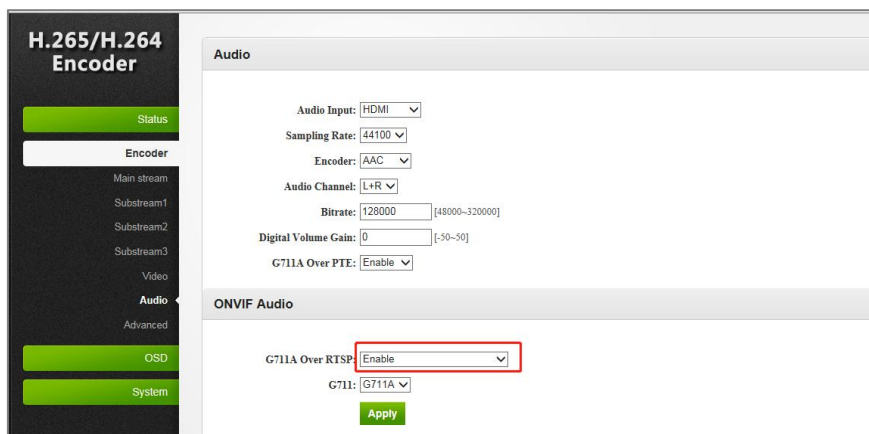 H.265/H.264
Encoder
Status
Encoder
Main stream
Substream1
Substream2
Substream3
Video
Audio
Advanced
OSD
System
Audio
Audio Input: HDMI
Sampling Rate: 44100
Encoder: AAC
Audio Channel: L+R
Bitrate: 128000 [48000~320000]
Digital Volume Gain: 0 [-50~50]
G711A Over PTE: Enable
ONVIF Audio
G711A Over RTSP: Enable
G711: G711A
Apply